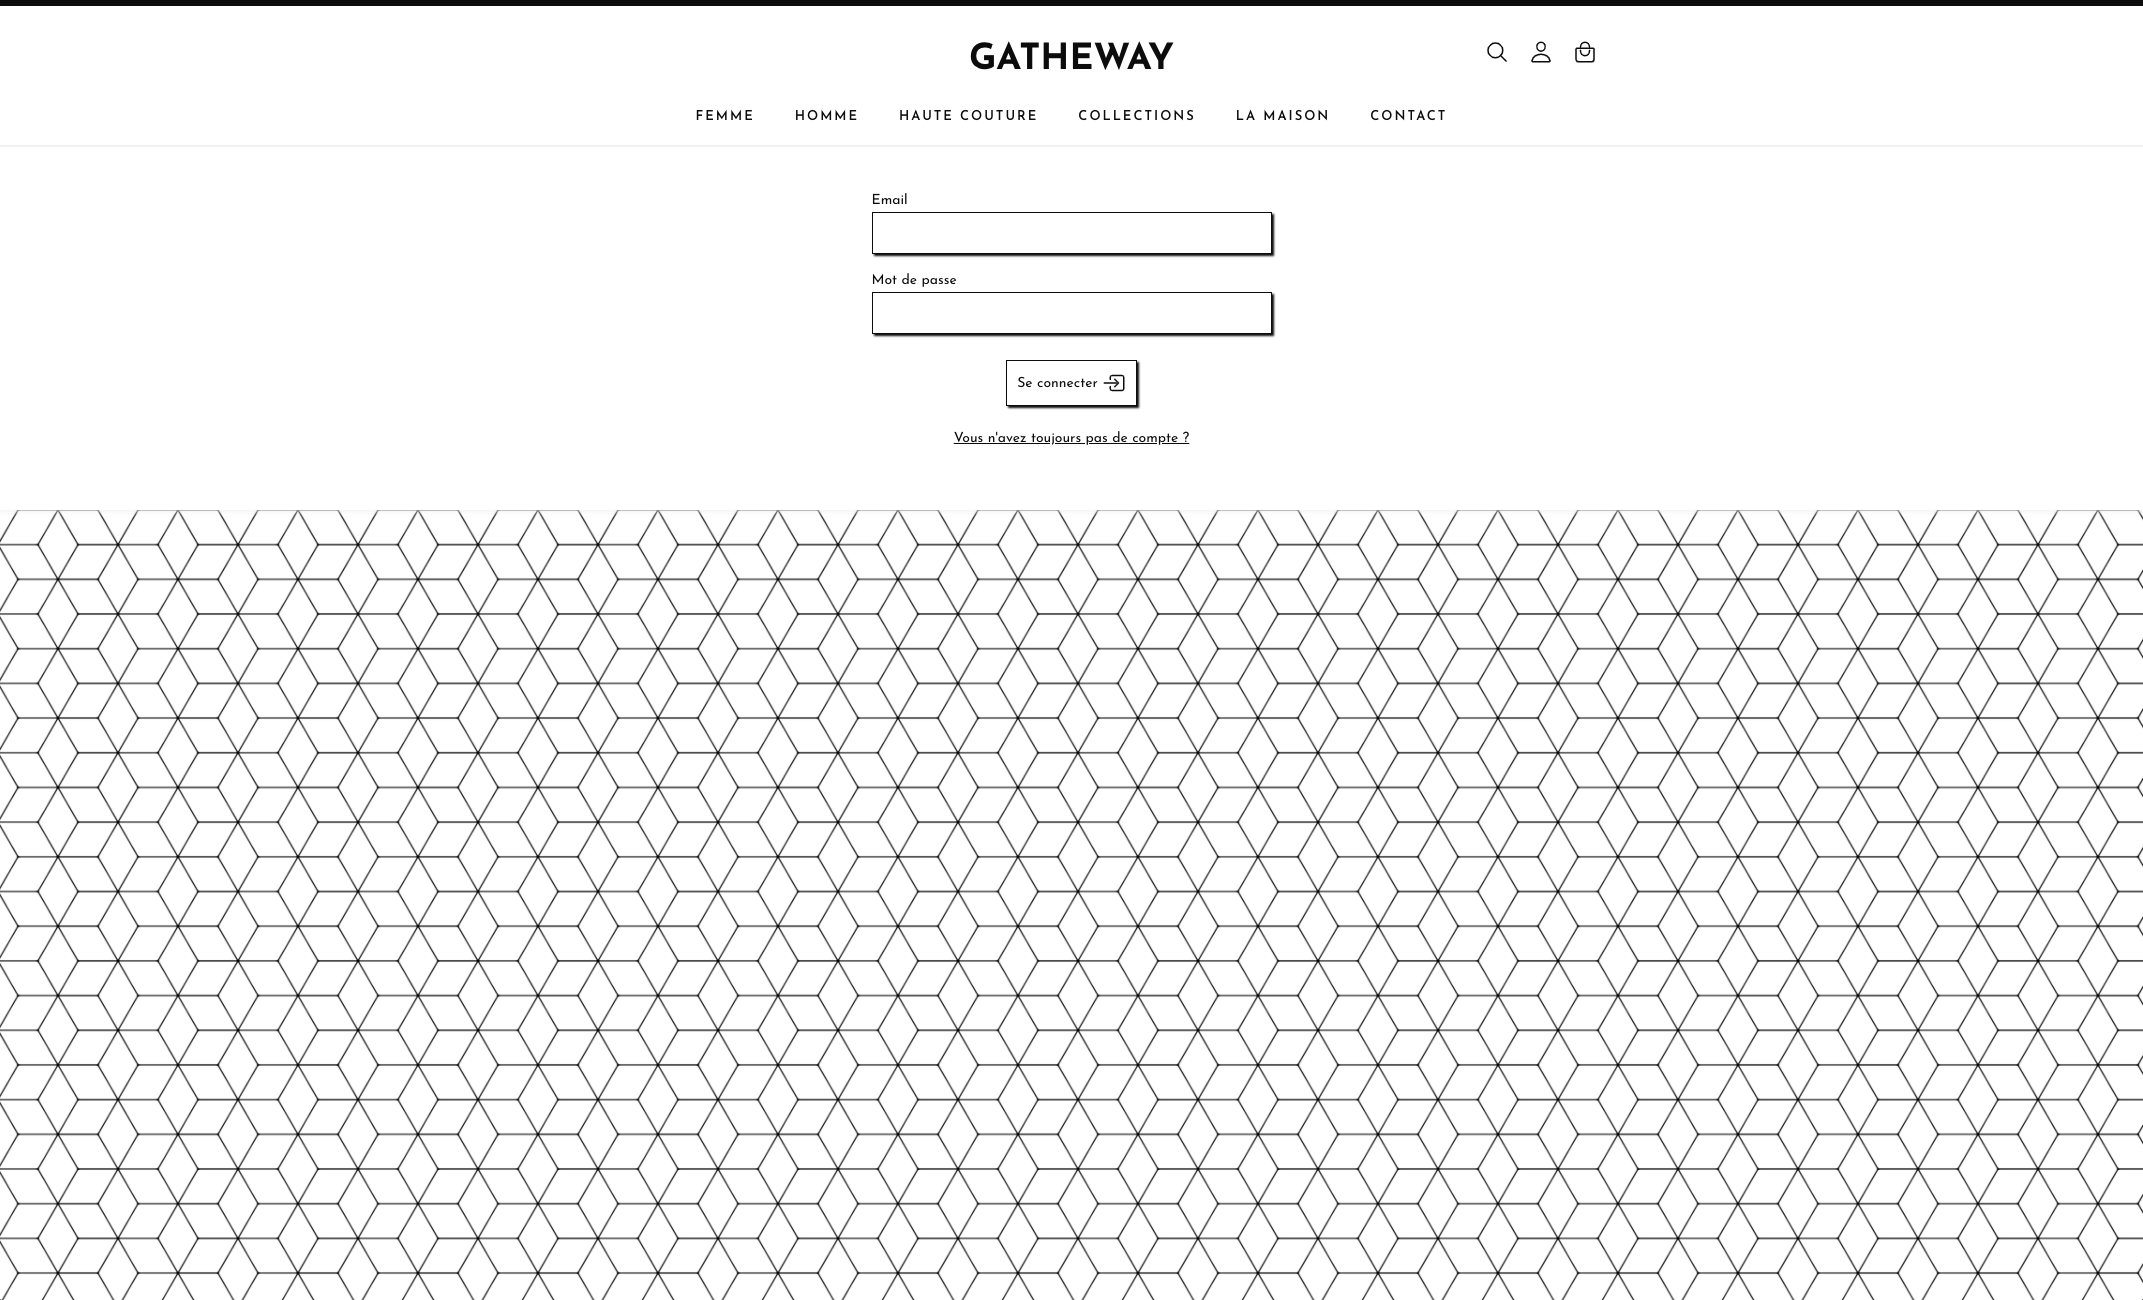 GATHEWAY
FEMME HOMME HAUTE COUTURE COLLECTIONS LA MAISON CONTACT
Email
Mot de passe
Se connecter
Vous n'avez toujours pas de compte ?